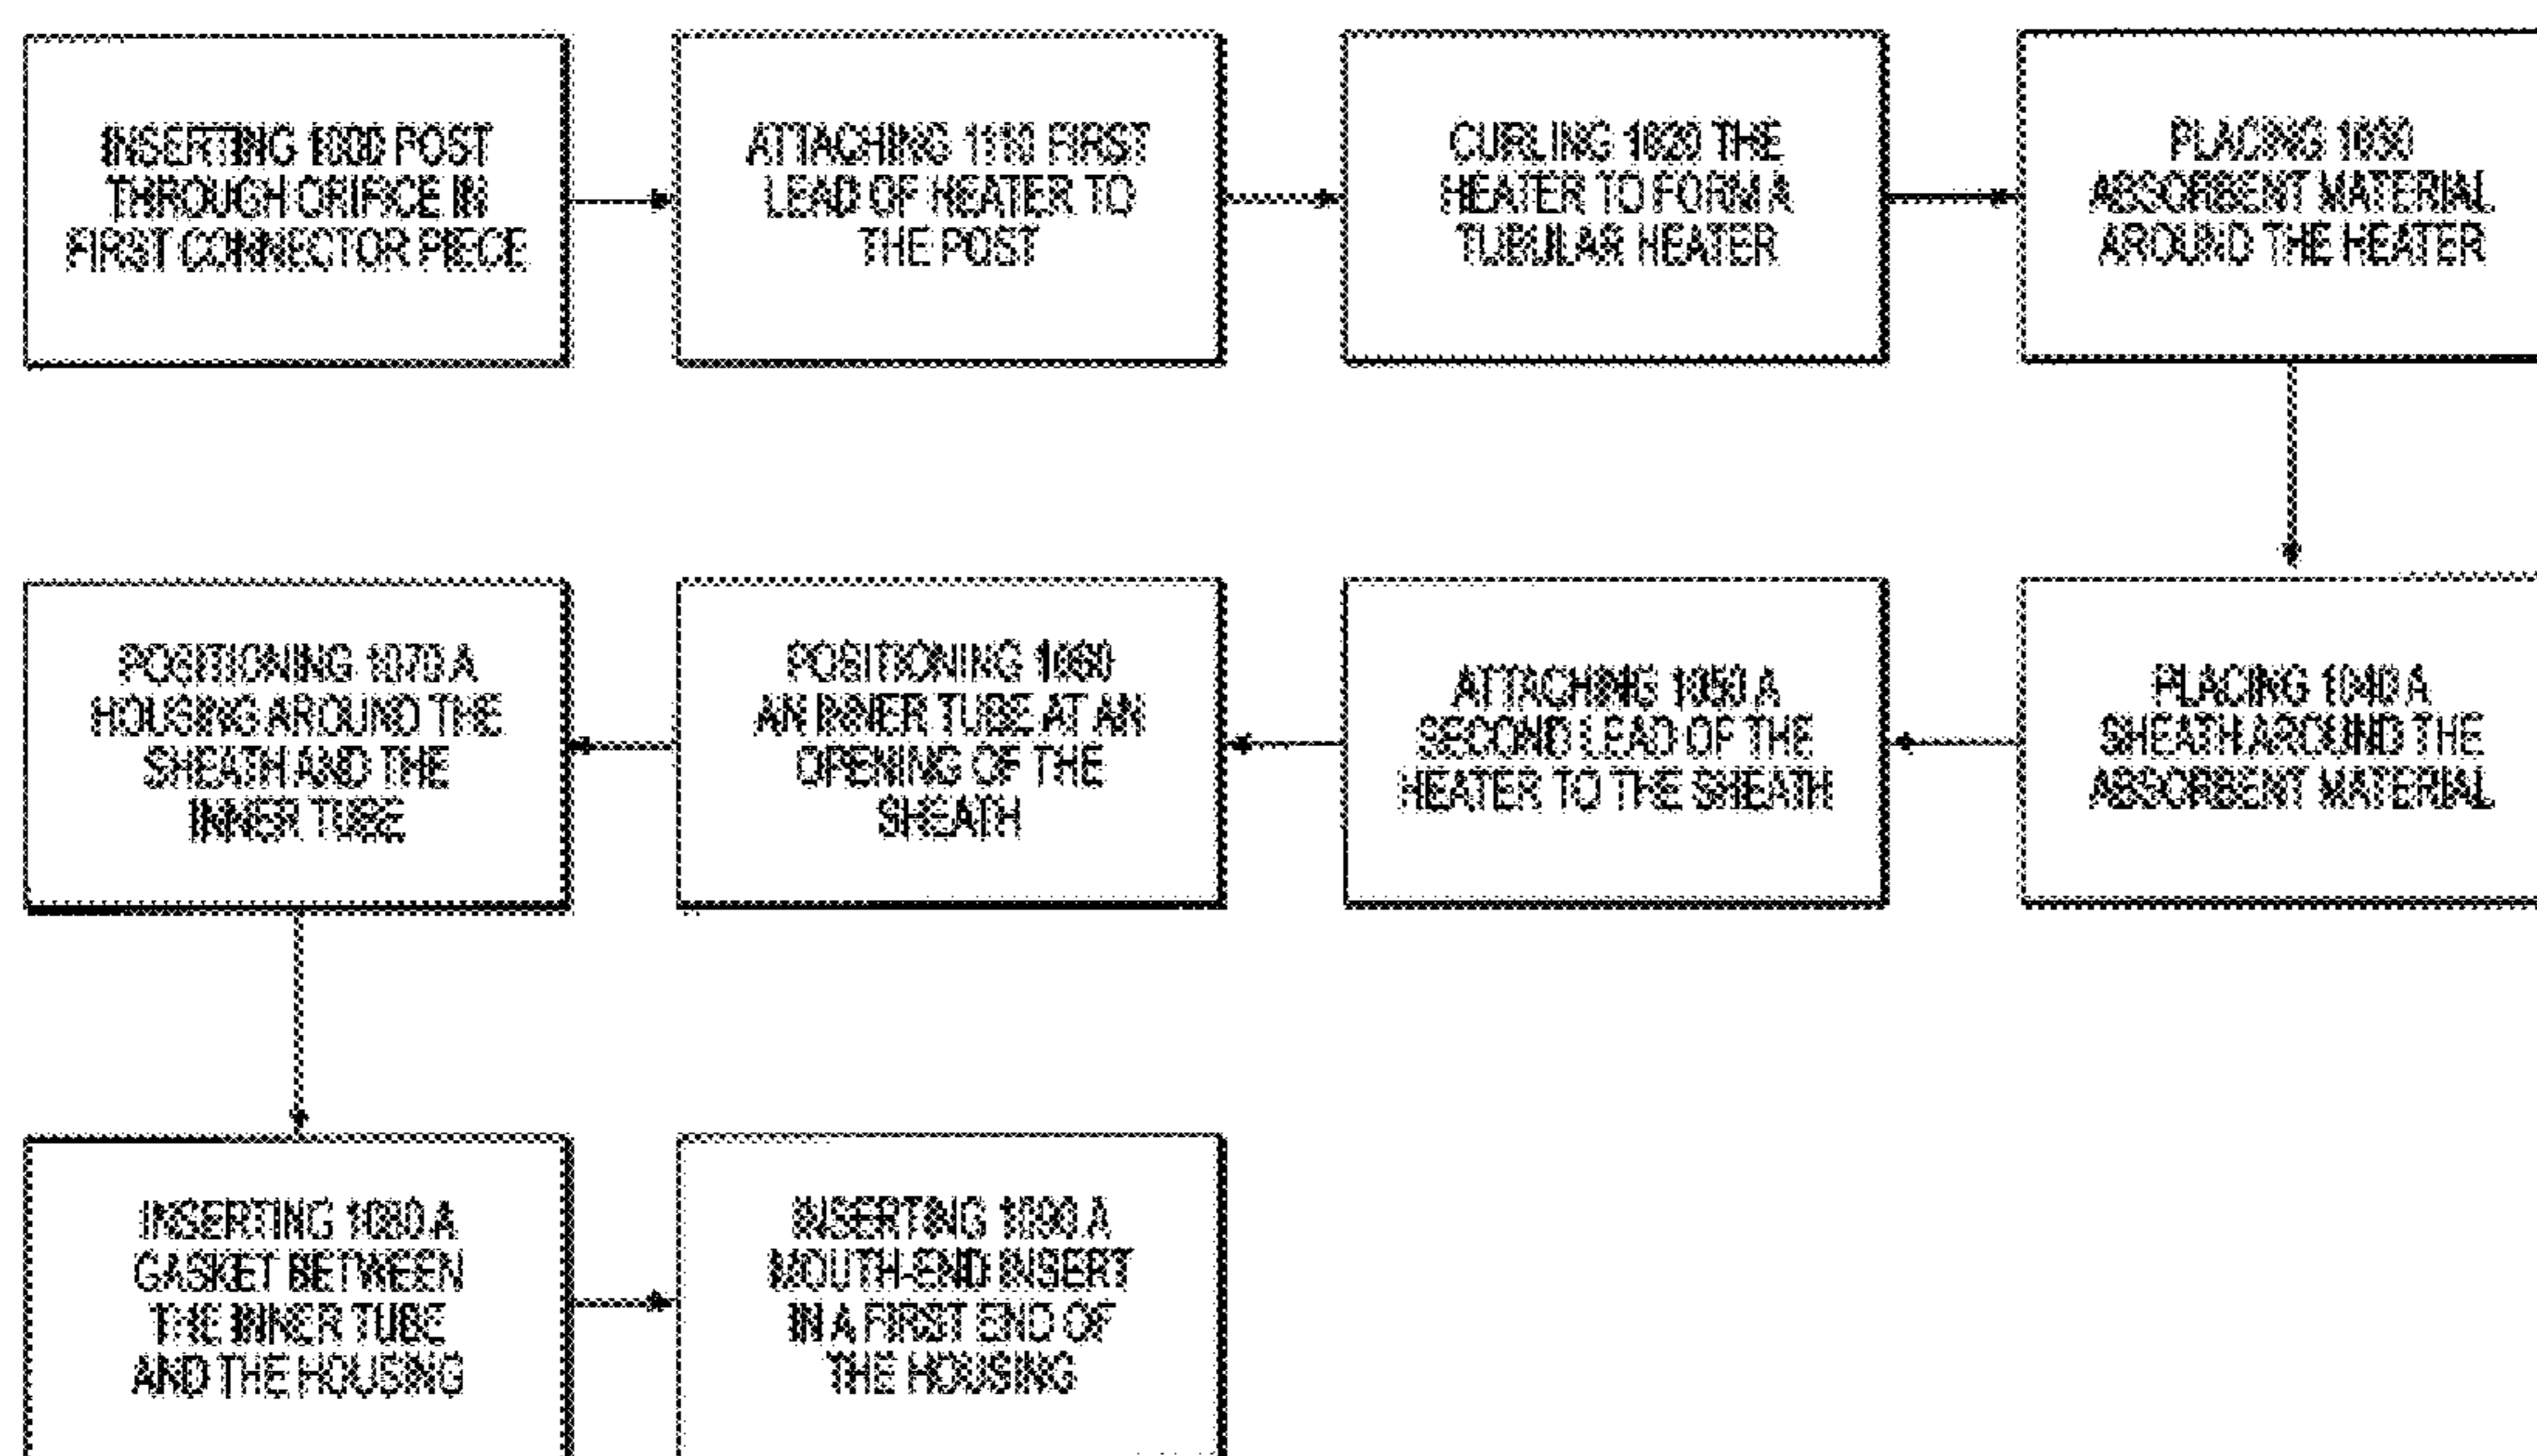 INSERTING 1000 POST
THROUGH ORIFICE IN
FIRST CONNECTOR PIECE
ATTACHING 1110 FIRST
LEAD OF HEATER TO
THE POST
CURLING 1020 THE
HEATER TO FORM A
TUBULAR HEATER
PLACING 1030
ABSORBENT MATERIAL
AROUND THE HEATER
PLACING 1040 A
SHEATH AROUND THE
ABSORBENT MATERIAL
ATTACHING 1050 A
SECOND LEAD OF THE
HEATER TO THE SHEATH
POSITIONING 1060
AN INNER TUBE AT AN
OPENING OF THE
SHEATH
POSITIONING 1070 A
HOUSING AROUND THE
SHEATH AND THE
INNER TUBE
INSERTING 1080 A
GASKET BETWEEN
THE INNER TUBE
AND THE HOUSING
INSERTING 1090 A
MOUTH-END INSERT
IN A FIRST END OF
THE HOUSING